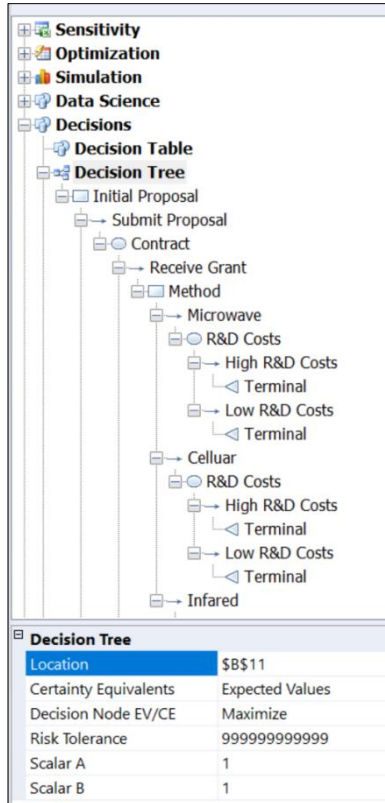 Sensitivity
Optimization
Simulation
Data Science
Decisions
Decision Table
Decision Tree
Initial Proposal
Submit Proposal
Contract
Receive Grant
Method
Microwave
R&D Costs
High R&D Costs
Terminal
Low R&D Costs
Terminal
Celluar
R&D Costs
High R&D Costs
Terminal
Low R&D Costs
Terminal
Infared
Decision Tree
Location $B$11
Certainty Equivalents Expected Values
Decision Node EV/CE Maximize
Risk Tolerance 999999999999
Scalar A 1
Scalar B 1